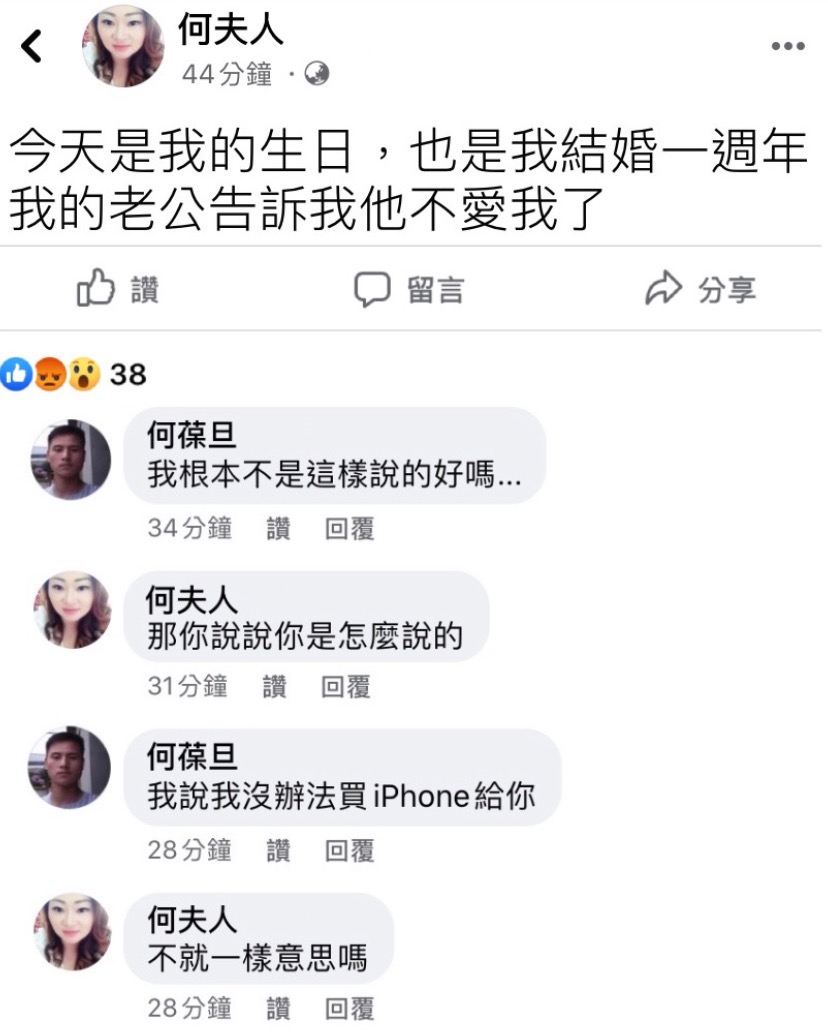 何夫人
44分鐘 ·
今天是我的生日，也是我結婚一週年
我的老公告訴我他不愛我了
讚 留言 分享
38
何葆旦
我根本不是這樣說的好嗎...
34分鐘 讚 回覆
何夫人
那你說說你是怎麼說的
31分鐘 讚 回覆
何葆旦
我說我沒辦法買iPhone給你
28分鐘 讚 回覆
何夫人
不就一樣意思嗎
28分鐘 讚 回覆